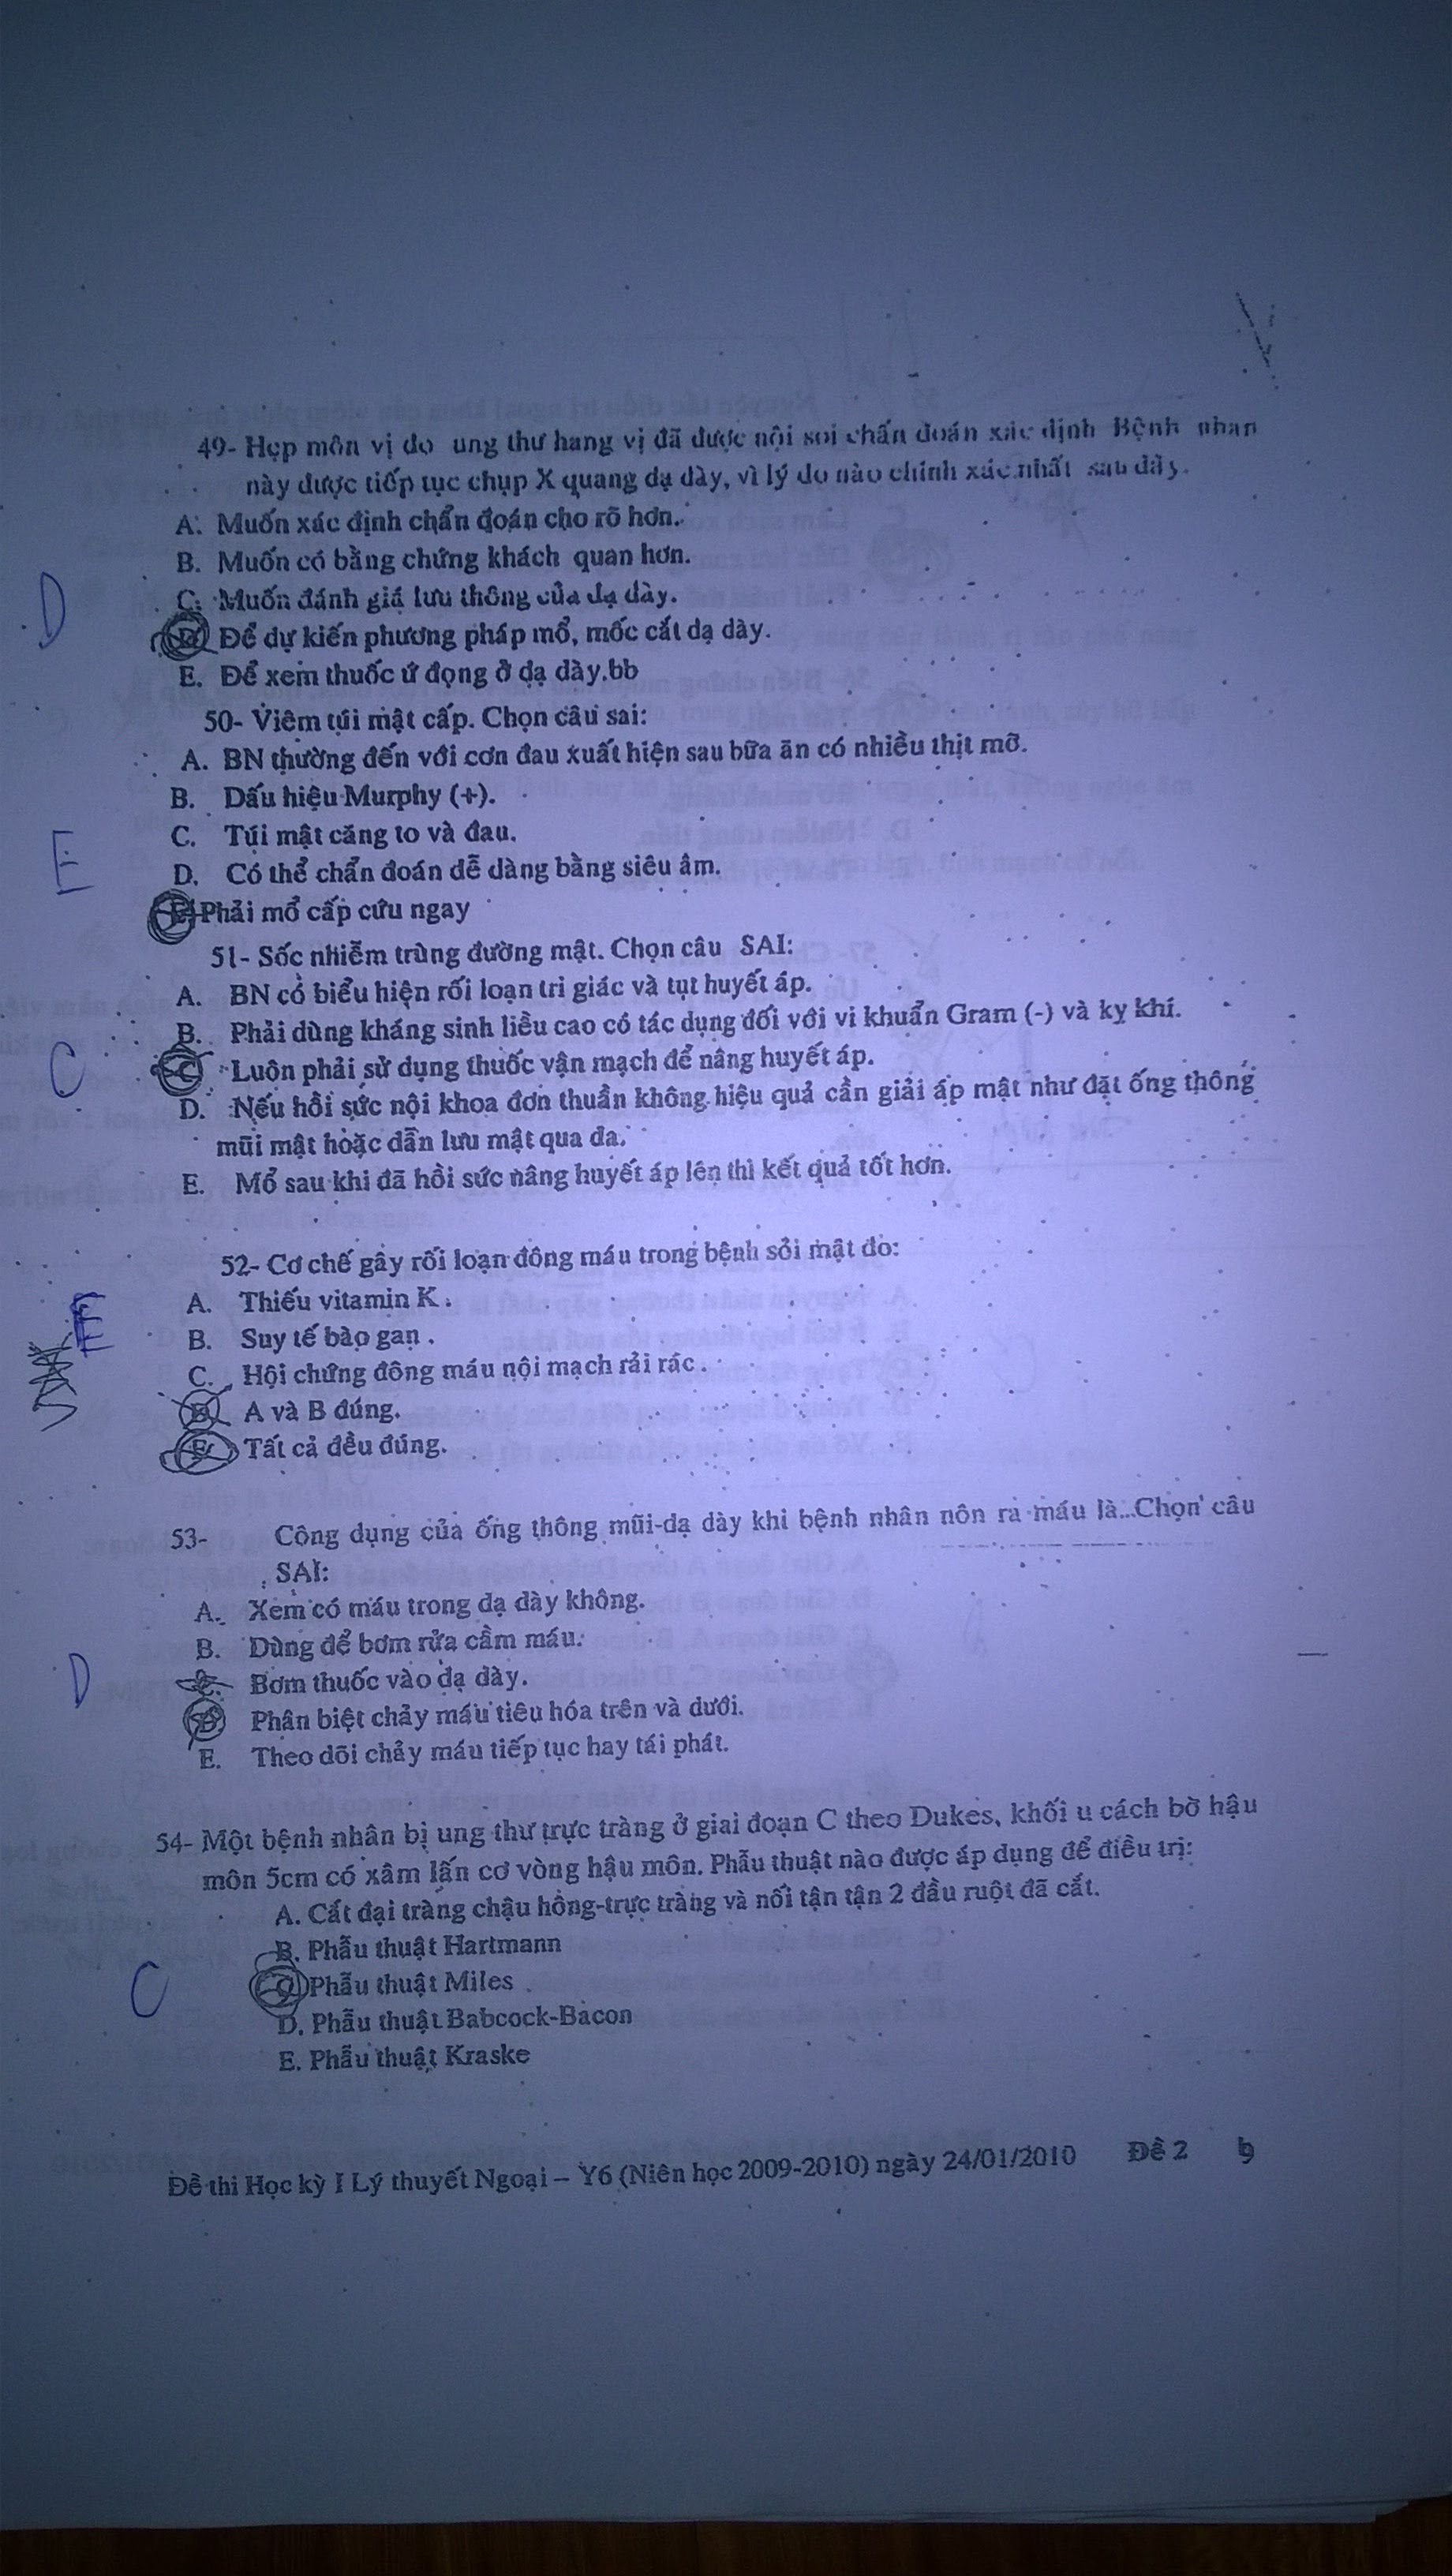 49- Hẹp môn vị do ung thư hang vị đã được nội soi chẩn đoán xác định Bệnh nhan
này được tiếp tục chụp X quang dạ dày, vì lý do nào chính xác nhất sau đây.
A. Muốn xác định chẩn đoán cho rõ hơn.
B. Muốn có bằng chứng khách quan hơn.
C. Muốn đánh giá lưu thông của dạ dày.
D
D. Để dự kiến phương pháp mổ, mốc cắt dạ dày.
E. Để xem thuốc ứ đọng ở dạ dày.bb
50- Viêm túi mật cấp. Chọn câu sai:
A. BN thường đến với cơn đau xuất hiện sau bữa ăn có nhiều thịt mỡ.
B. Dấu hiệu Murphy (+).
C. Túi mật căng to và đau.
E
D. Có thể chẩn đoán dễ dàng bằng siêu âm.
E. Phải mổ cấp cứu ngay
51- Sốc nhiễm trùng đường mật. Chọn câu SAI:
A. BN có biểu hiện rối loạn tri giác và tụt huyết áp.
B. Phải dùng kháng sinh liều cao có tác dụng đối với vi khuẩn Gram (-) và kỵ khí.
C
C. Luôn phải sử dụng thuốc vận mạch để nâng huyết áp.
D. Nếu hồi sức nội khoa đơn thuần không hiệu quả cần giải áp mật như đặt ống thông
mũi mật hoặc dẫn lưu mật qua da.
E. Mổ sau khi đã hồi sức nâng huyết áp lên thì kết quả tốt hơn.
52- Cơ chế gây rối loạn đông máu trong bệnh sỏi mật do:
A. Thiếu vitamin K.
E
B. Suy tế bào gan.
C. Hội chứng đông máu nội mạch rải rác.
D. A và B đúng.
E. Tất cả đều đúng.
53- Công dụng của ống thông mũi-dạ dày khi bệnh nhân nôn ra máu là...Chọn câu
SAI:
A. Xem có máu trong dạ dày không.
B. Dùng để bơm rửa cầm máu.
D
C. Bơm thuốc vào dạ dày.
D. Phân biệt chảy máu tiêu hóa trên và dưới.
E. Theo dõi chảy máu tiếp tục hay tái phát.
54- Một bệnh nhân bị ung thư trực tràng ở giai đoạn C theo Dukes, khối u cách bờ hậu
môn 5cm có xâm lấn cơ vòng hậu môn. Phẫu thuật nào được áp dụng để điều trị:
A. Cắt đại tràng chậu hông-trực tràng và nối tận tận 2 đầu ruột đã cắt.
B. Phẫu thuật Hartmann
C
C. Phẫu thuật Miles
D. Phẫu thuật Babcock-Bacon
E. Phẫu thuật Kraske
Đề thi Học kỳ I Lý thuyết Ngoại – Y6 (Niên học 2009-2010) ngày 24/01/2010 Đề 2 9